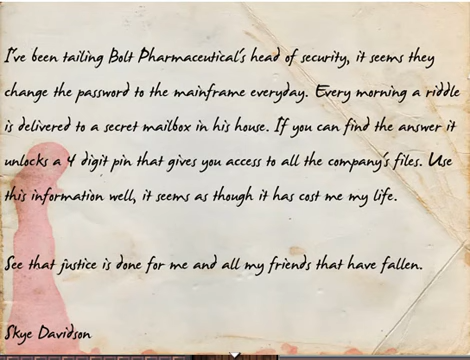 I've been tailing Bolt Pharmaceutical's head of security, it seems they
change the password to the mainframe everyday. Every morning a riddle
is delivered to a secret mailbox in his house. If you can find the answer it
unlocks a 4 digit pin that gives you access to all the company's files. Use
this information well, it seems as though it has cost me my life.
See that justice is done for me and all my friends that have fallen.
Skye Davidson